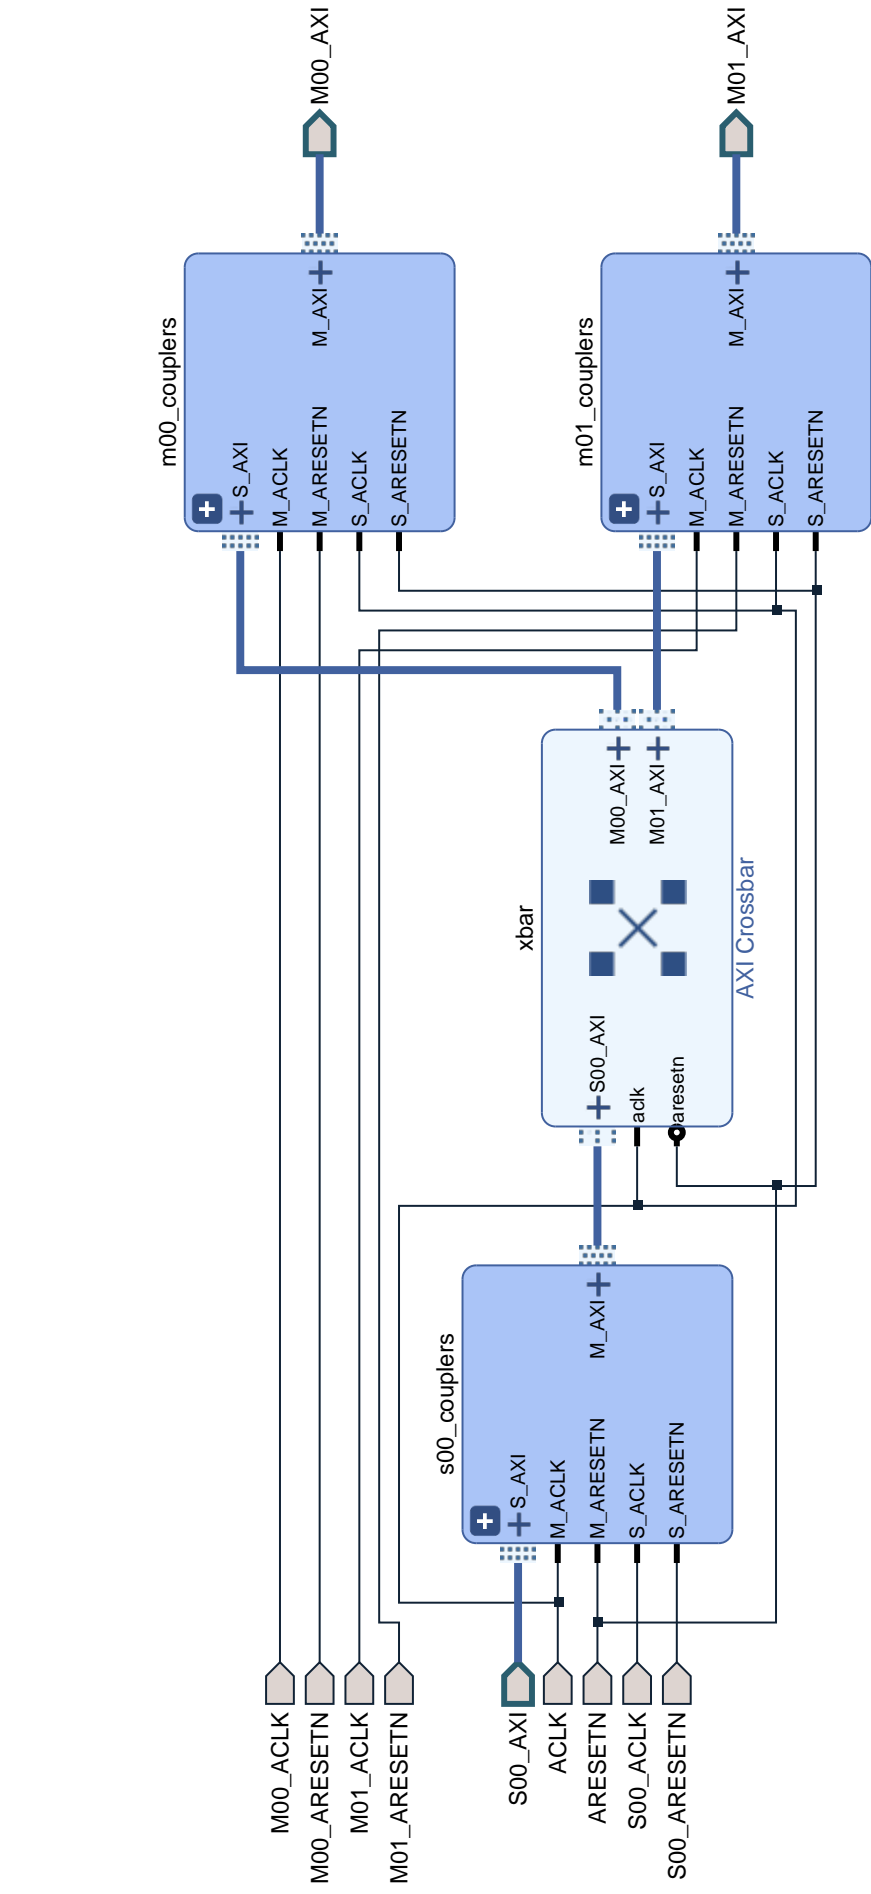 M00_ACLK
M00_ARESETN
M01_ACLK
M01_ARESETN
S00_AXI
ACLK
ARESETN
S00_ACLK
S00_ARESETN
s00_couplers
S_AXI
M_ACLK
M_ARESETN
S_ACLK
S_ARESETN
M_AXI
xbar
S00_AXI
aclk
aresetn
M00_AXI
M01_AXI
AXI Crossbar
m00_couplers
S_AXI
M_ACLK
M_ARESETN
S_ACLK
S_ARESETN
M_AXI
m01_couplers
S_AXI
M_ACLK
M_ARESETN
S_ACLK
S_ARESETN
M_AXI
M00_AXI
M01_AXI